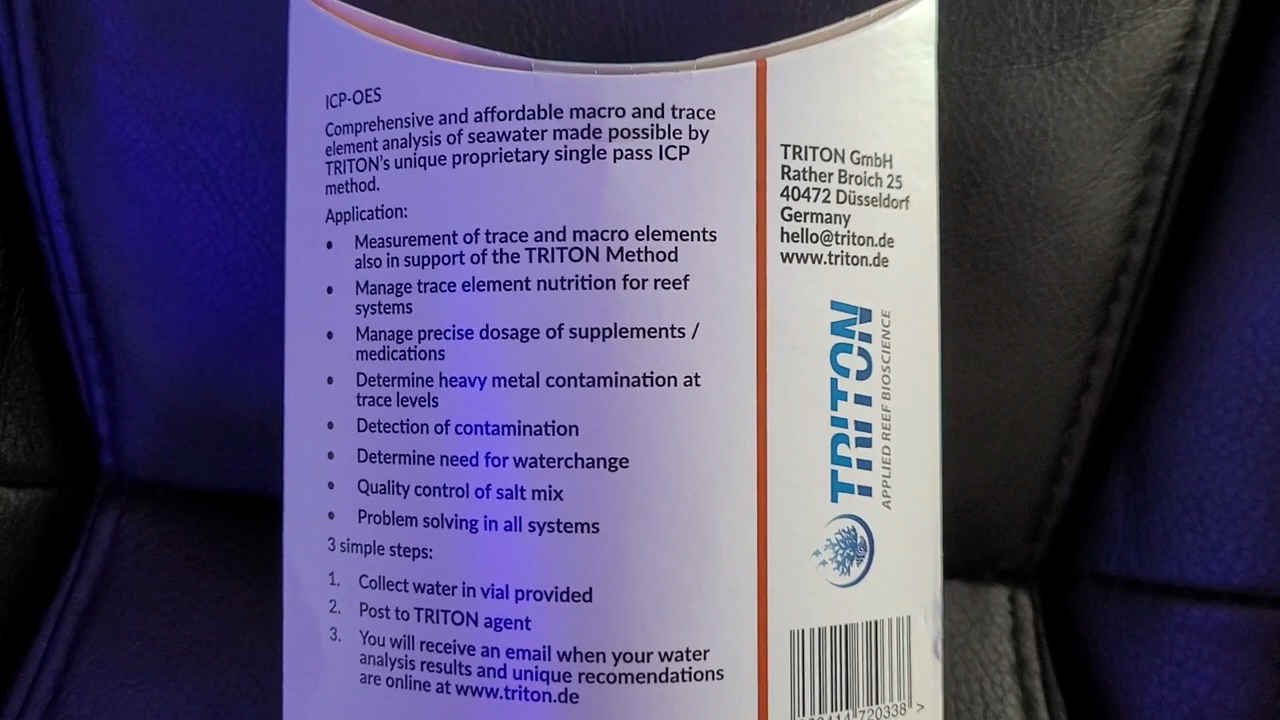 ICP-OES
Comprehensive and affordable macro and trace
element analysis of seawater made possible by
TRITON's unique proprietary single pass ICP
method.
Application:
• Measurement of trace and macro elements
also in support of the TRITON Method
• Manage trace element nutrition for reef
systems
• Manage precise dosage of supplements /
medications
• Determine heavy metal contamination at
trace levels
• Detection of contamination
• Determine need for waterchange
• Quality control of salt mix
• Problem solving in all systems
3 simple steps:
1. Collect water in vial provided
2. Post to TRITON agent
3. You will receive an email when your water
analysis results and unique recomendations
are online at www.triton.de
TRITON GmbH
Rather Broich 25
40472 Düsseldorf
Germany
hello@triton.de
www.triton.de
TRITON
APPLIED REEF BIOSCIENCE
720338 >